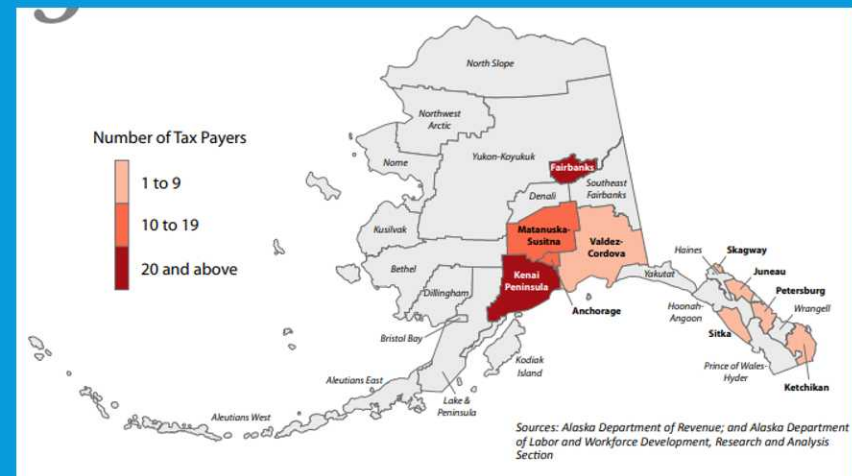 North Slope
Northwest
Arctic
Number of Tax Payers
1 to 9
10 to 19
20 and above
Nome
Yukon-Koyukuk
Fairbanks
Southeast
Fairbanks
Denali
Kusilvak
Matanuska-
Susitna
Valdez-
Cordova
Bethel
Dillingham
Kenai
Peninsula
Anchorage
Yakutat
Haines
Skagway
Juneau
Petersburg
Hoonah-
Angoon
Wrangell
Sitka
Prince of Wales-
Hyder
Ketchikan
Bristol Bay
Kodiak
Island
Aleutians East
Lake &
Peninsula
Aleutians West
Sources: Alaska Department of Revenue; and Alaska Department
of Labor and Workforce Development, Research and Analysis
Section